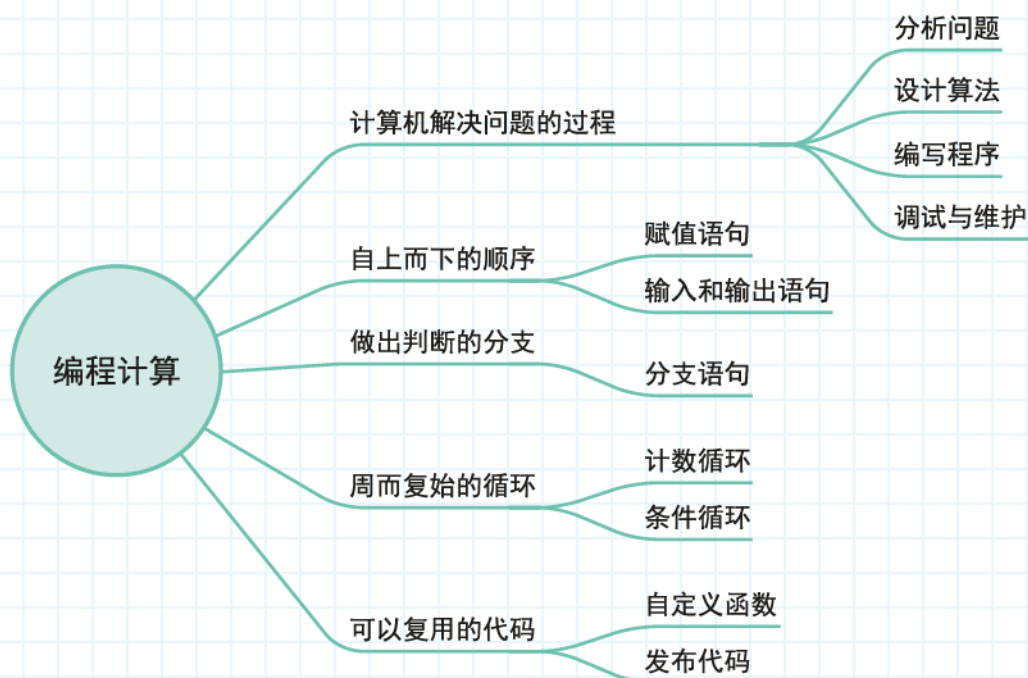 编程计算
计算机解决问题的过程
分析问题
设计算法
编写程序
调试与维护
自上而下的顺序
赋值语句
输入和输出语句
做出判断的分支
分支语句
周而复始的循环
计数循环
条件循环
可以复用的代码
自定义函数
发布代码